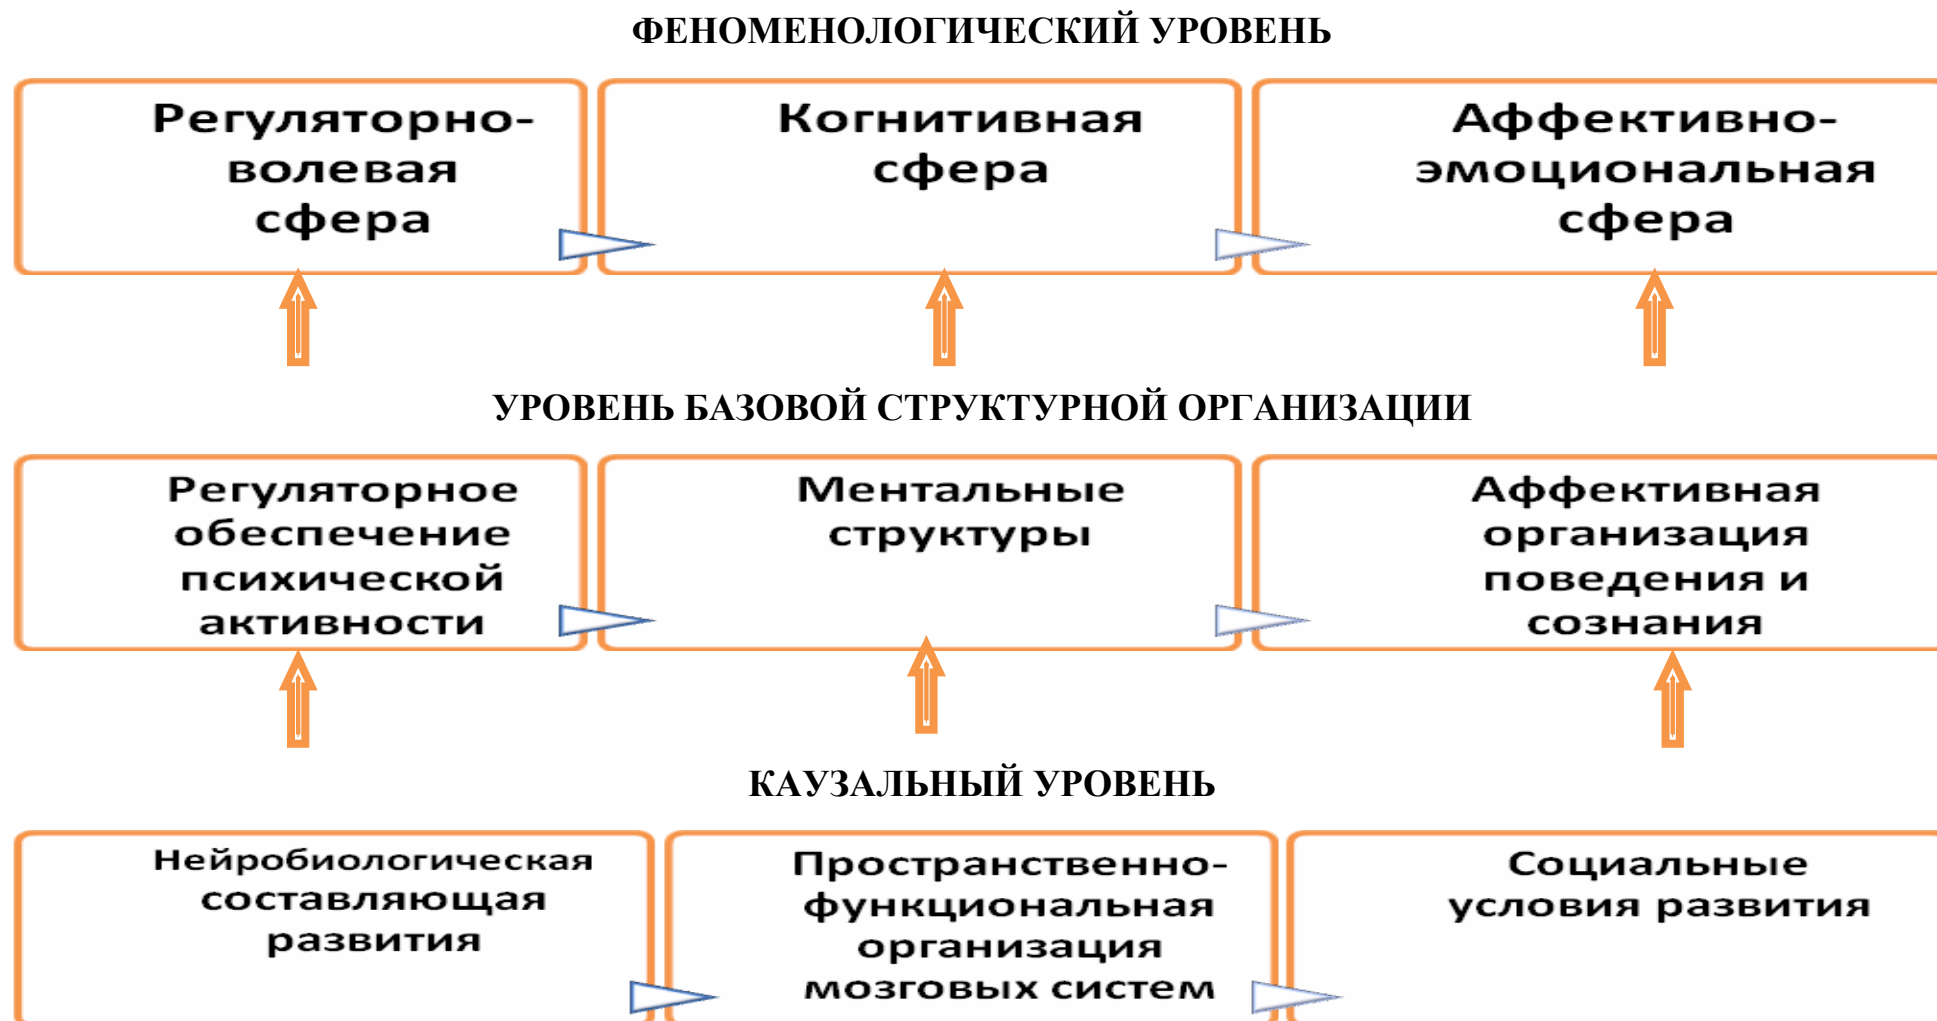 ФЕНОМЕНОЛОГИЧЕСКИЙ УРОВЕНЬ
Регуляторно-
волевая
сфера
Когнитивная
сфера
Аффективно-
эмоциональная
сфера
УРОВЕНЬ БАЗОВОЙ СТРУКТУРНОЙ ОРГАНИЗАЦИИ
Регуляторное
обеспечение
психической
активности
Ментальные
структуры
Аффективная
организация
поведения и
сознания
КАУЗАЛЬНЫЙ УРОВЕНЬ
Нейробиологическая
составляющая
развития
Пространственно-
функциональная
организация
мозговых систем
Социальные
условия развития